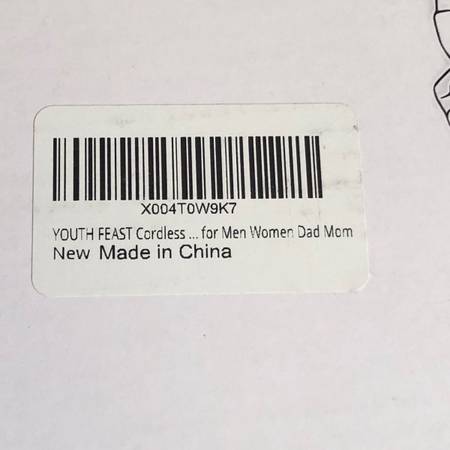 X004T0W9K7
YOUTH FEAST Cordless ... for Men Women Dad Mom
New Made in China